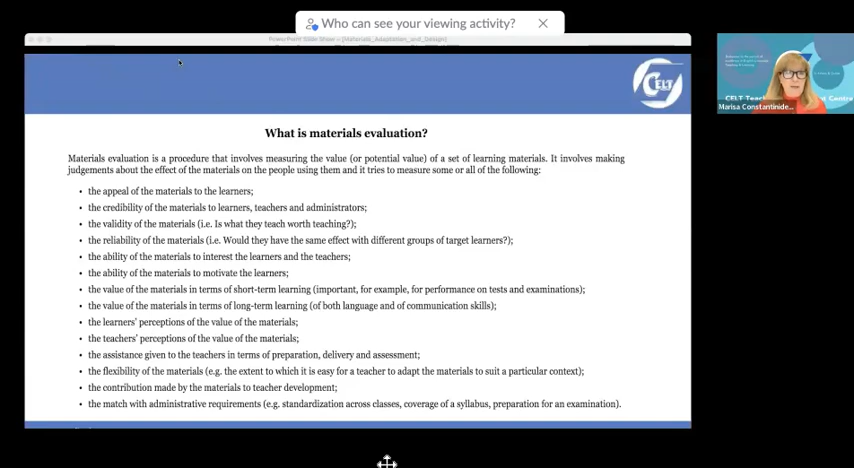 Who can see your viewing activity?
PowerPoint Slide Show - [Materials_Adaptation_and_Design]
CELT
What is materials evaluation?
Materials evaluation is a procedure that involves measuring the value (or potential value) of a set of learning materials. It involves making
judgements about the effect of the materials on the people using them and it tries to measure some or all of the following:
• the appeal of the materials to the learners;
• the credibility of the materials to learners, teachers and administrators;
• the validity of the materials (i.e. Is what they teach worth teaching?);
• the reliability of the materials (i.e. Would they have the same effect with different groups of target learners?);
• the ability of the materials to interest the learners and the teachers;
• the ability of the materials to motivate the learners;
• the value of the materials in terms of short-term learning (important, for example, for performance on tests and examinations);
• the value of the materials in terms of long-term learning (of both language and of communication skills);
• the learners' perceptions of the value of the materials;
• the teachers' perceptions of the value of the materials;
• the assistance given to the teachers in terms of preparation, delivery and assessment;
• the flexibility of the materials (e.g. the extent to which it is easy for a teacher to adapt the materials to suit a particular context);
• the contribution made by the materials to teacher development;
• the match with administrative requirements (e.g. standardization across classes, coverage of a syllabus, preparation for an examination).
CELT Teac nt Centre
Marisa Constantinide...